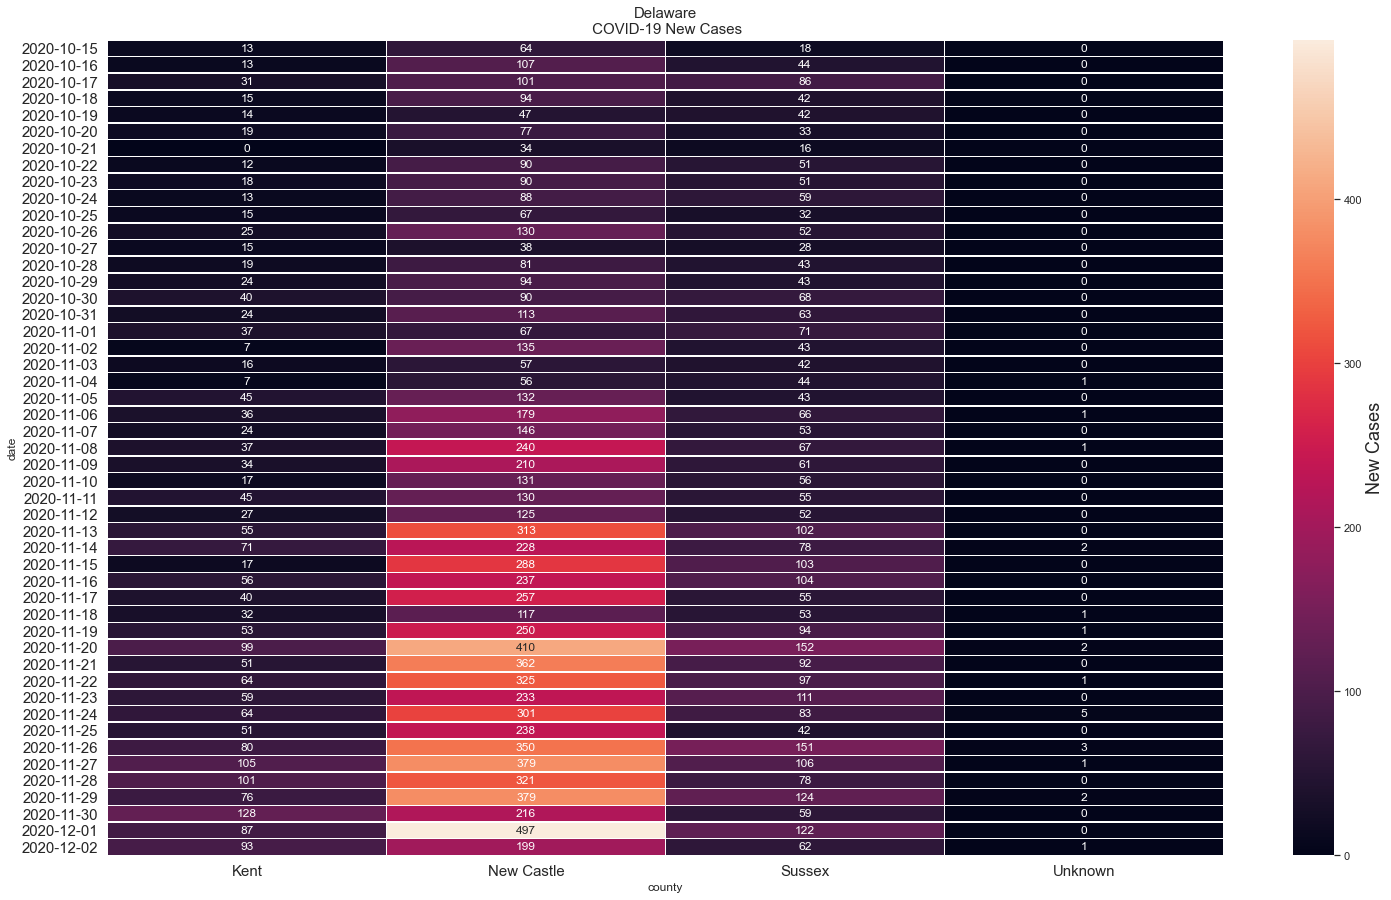 Delaware
COVID-19 New Cases
2020-10-15 13 64 18 0
2020-10-16 13 107 44 0
2020-10-17 31 101 86 0
2020-10-18 15 94 42 0
2020-10-19 14 47 42 0
2020-10-20 19 77 33 0
2020-10-21 0 34 16 0
2020-10-22 12 90 51 0
2020-10-23 18 90 51 0
2020-10-24 13 88 59 0
2020-10-25 15 67 32 0
2020-10-26 25 130 52 0
2020-10-27 15 38 28 0
2020-10-28 19 81 43 0
2020-10-29 24 94 43 0
2020-10-30 40 90 68 0
2020-10-31 24 113 63 0
2020-11-01 37 67 71 0
2020-11-02 7 135 43 0
2020-11-03 16 57 42 0
2020-11-04 7 56 44 1
2020-11-05 45 132 43 0
2020-11-06 36 179 66 1
2020-11-07 24 146 53 0
2020-11-08 37 240 67 1
2020-11-09 34 210 61 0
2020-11-10 17 131 56 0
2020-11-11 45 130 55 0
2020-11-12 27 125 52 0
2020-11-13 55 313 102 0
2020-11-14 71 228 78 2
2020-11-15 17 288 103 0
2020-11-16 56 237 104 0
2020-11-17 40 257 55 0
2020-11-18 32 117 53 1
2020-11-19 53 250 94 1
2020-11-20 99 410 152 2
2020-11-21 51 362 92 0
2020-11-22 64 325 97 1
2020-11-23 59 233 111 0
2020-11-24 64 301 83 5
2020-11-25 51 238 42 0
2020-11-26 80 350 151 3
2020-11-27 105 379 106 1
2020-11-28 101 321 78 0
2020-11-29 76 379 124 2
2020-11-30 128 216 59 0
2020-12-01 87 497 122 0
2020-12-02 93 199 62 1
Kent New Castle Sussex Unknown
county
date
400
300
200
100
0
New Cases